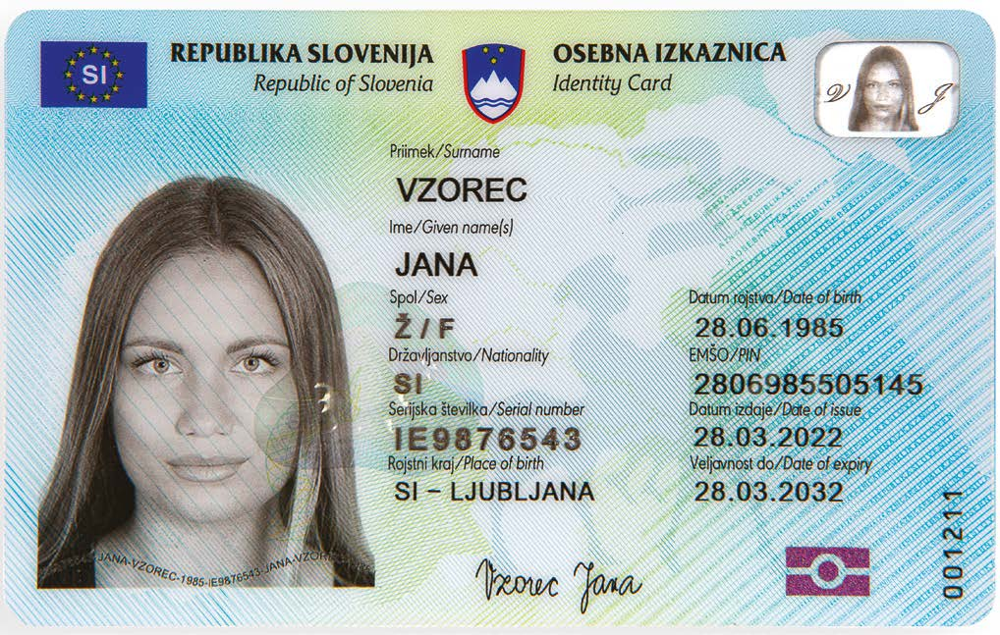 SI
REPUBLIKA SLOVENIJA
Republic of Slovenia
OSEBNA IZKAZNICA
Identity Card
V J
Priimek/Surname
VZOREC
Ime/Given name(s)
JANA
Spol/Sex
Ž / F
Datum rojstva/Date of birth
28.06.1985
Državljanstvo/Nationality
SI
EMŠO/PIN
2806985505145
Serijska številka/Serial number
IE9876543
Datum izdaje/Date of issue
28.03.2022
Rojstni kraj/Place of birth
SI – LJUBLJANA
Veljavnost do/Date of expiry
28.03.2032
JANA-VZOREC-1985-IE9876543-JANA-VZOR
Vzorec Jana
001211